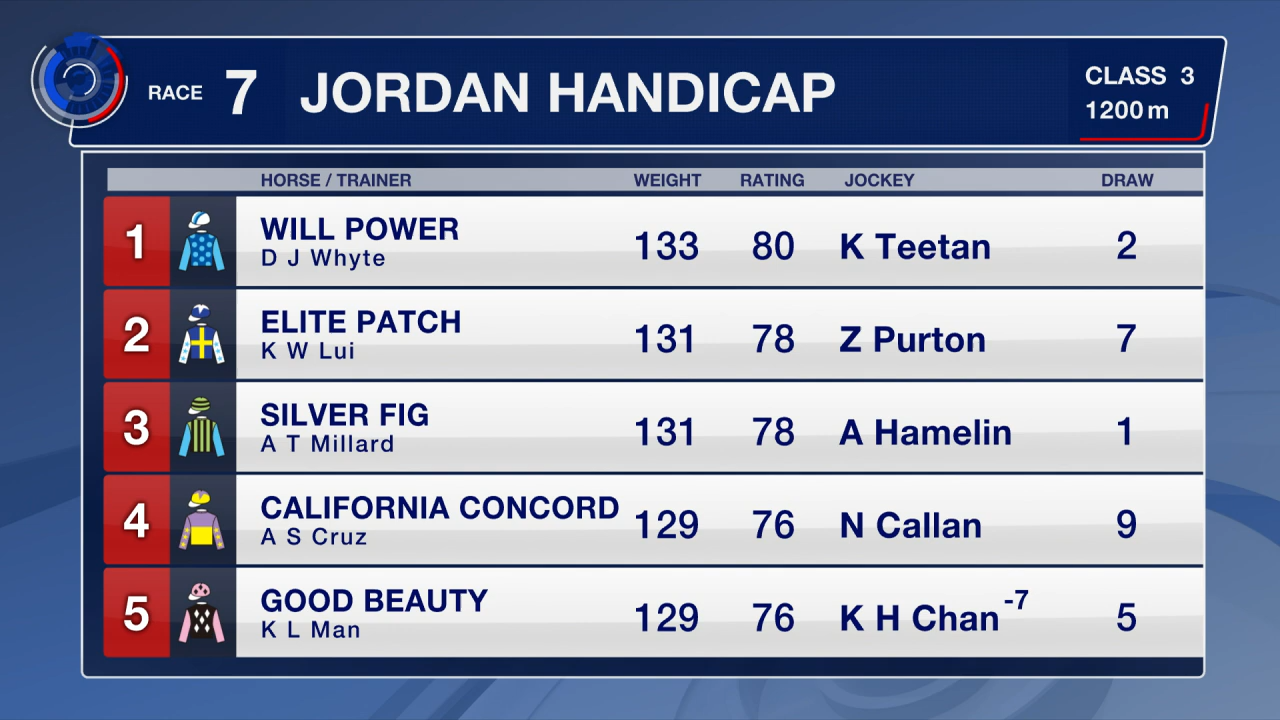 RACE 7 JORDAN HANDICAP CLASS 3
1200m
HORSE / TRAINER WEIGHT RATING JOCKEY DRAW
1 WILL POWER 133 80 K Teetan 2
D J Whyte
2 ELITE PATCH 131 78 Z Purton 7
K W Lui
3 SILVER FIG 131 78 A Hamelin 1
A T Millard
4 CALIFORNIA CONCORD 129 76 N Callan 9
A S Cruz
5 GOOD BEAUTY 129 76 K H Chan -7 5
K L Man